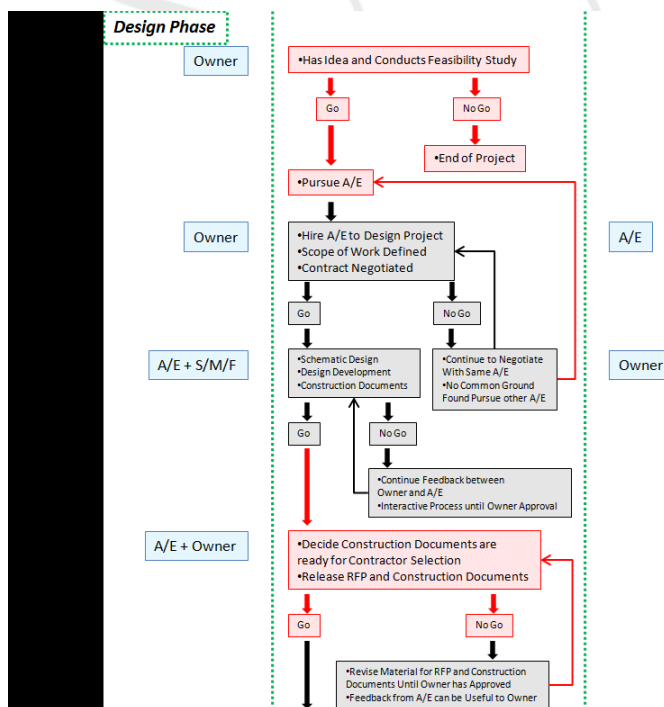 Design Phase
Owner
•Has Idea and Conducts Feasibility Study
Go
No Go
•End of Project
•Pursue A/E
Owner
•Hire A/E to Design Project
•Scope of Work Defined
•Contract Negotiated
A/E
Go
No Go
A/E + S/M/F
•Schematic Design
•Design Development
•Construction Documents
•Continue to Negotiate
With Same A/E
•No Common Ground
Found Pursue other A/E
Owner
Go
No Go
•Continue Feedback between
Owner and A/E
•Interactive Process until Owner Approval
A/E + Owner
•Decide Construction Documents are
ready for Contractor Selection
•Release RFP and Construction Documents
Go
No Go
•Revise Material for RFP and Construction
Documents Until Owner has Approved
•Feedback from A/E can be Useful to Owner